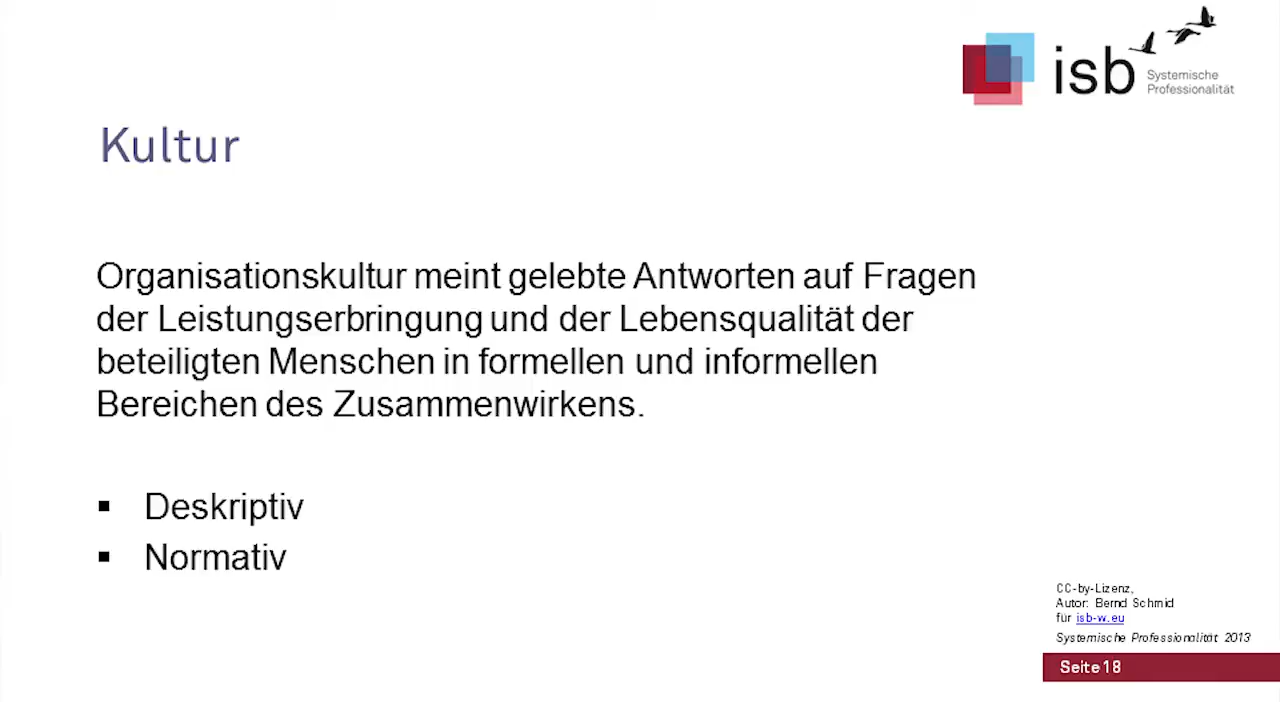 isb
Systemische
Professionalität
Kultur
Organisationskultur meint gelebte Antworten auf Fragen
der Leistungserbringung und der Lebensqualität der
beteiligten Menschen in formellen und informellen
Bereichen des Zusammenwirkens.
▪ Deskriptiv
▪ Normativ
CC-by-Lizenz,
Autor: Bernd Schmid
für isb-w.eu
Systemische Professionalität 2013
Seite 18